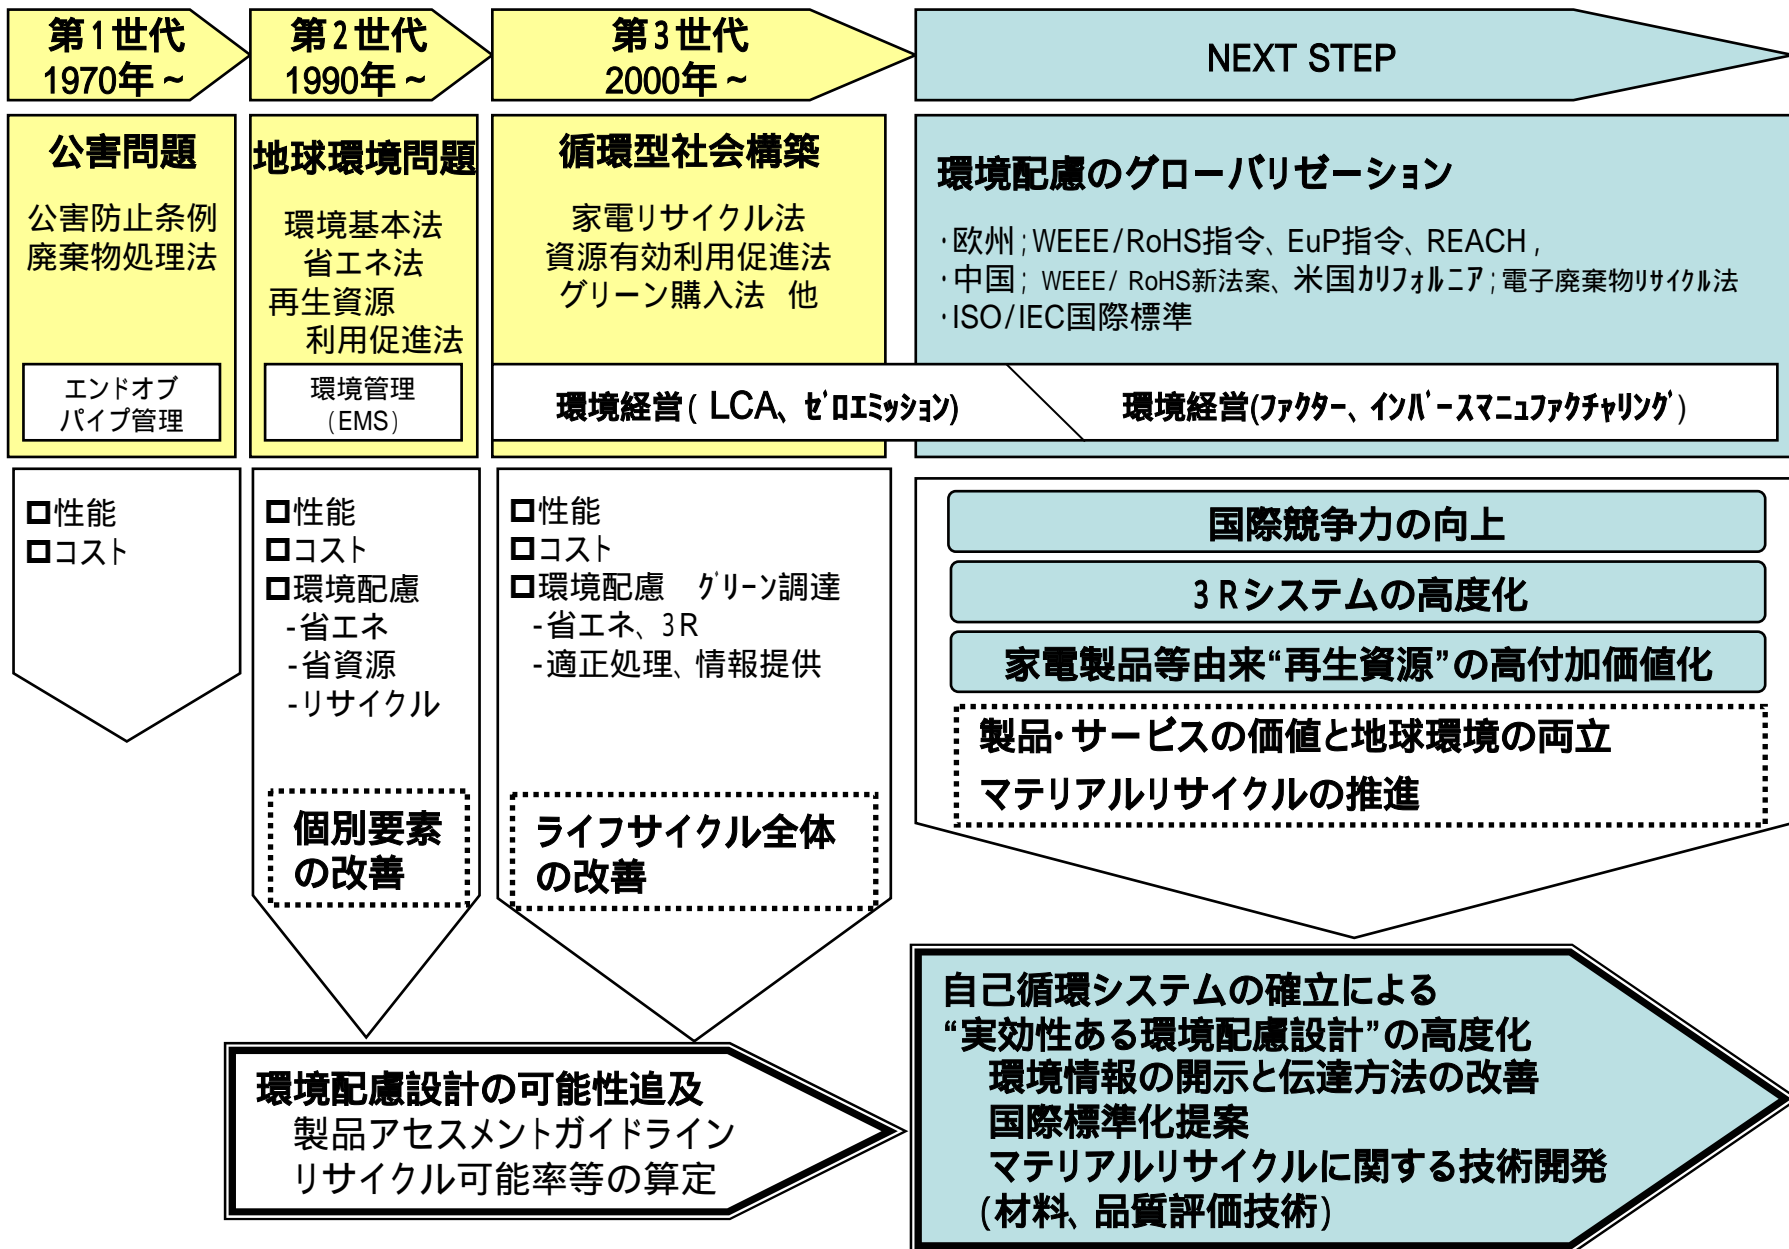 第1世代
1970年～
第2世代
1990年～
第3世代
2000年～
NEXT STEP
公害問題
公害防止条例
廃棄物処理法
エンドオブ
パイプ管理
地球環境問題
環境基本法
省エネ法
再生資源
利用促進法
環境管理
(EMS)
循環型社会構築
家電リサイクル法
資源有効利用促進法
グリーン購入法 他
環境経営( LCA、ｾﾞﾛｴﾐｯｼｮﾝ)
環境配慮のグローバリゼーション
・欧州；WEEE/RoHS指令、EuP指令、REACH,
・中国；WEEE/ RoHS新法案、米国ｶﾘﾌｫﾙﾆｱ；電子廃棄物ﾘｻｲｸﾙ法
・ISO/IEC国際標準
環境経営(ﾌｧｸﾀｰ、ｲﾝﾊﾞｰｽﾏﾆｭﾌｧｸﾁｬﾘﾝｸﾞ)
□性能
□コスト
□性能
□コスト
□環境配慮
-省エネ
-省資源
-リサイクル
個別要素
の改善
□性能
□コスト
□環境配慮 ｸﾞﾘｰﾝ調達
-省エネ、3R
-適正処理、情報提供
ライフサイクル全体
の改善
国際競争力の向上
3Rシステムの高度化
家電製品等由来“再生資源”の高付加価値化
製品・サービスの価値と地球環境の両立
マテリアルリサイクルの推進
環境配慮設計の可能性追及
製品アセスメントガイドライン
リサイクル可能率等の算定
自己循環システムの確立による
“実効性ある環境配慮設計”の高度化
環境情報の開示と伝達方法の改善
国際標準化提案
マテリアルリサイクルに関する技術開発
(材料、品質評価技術)